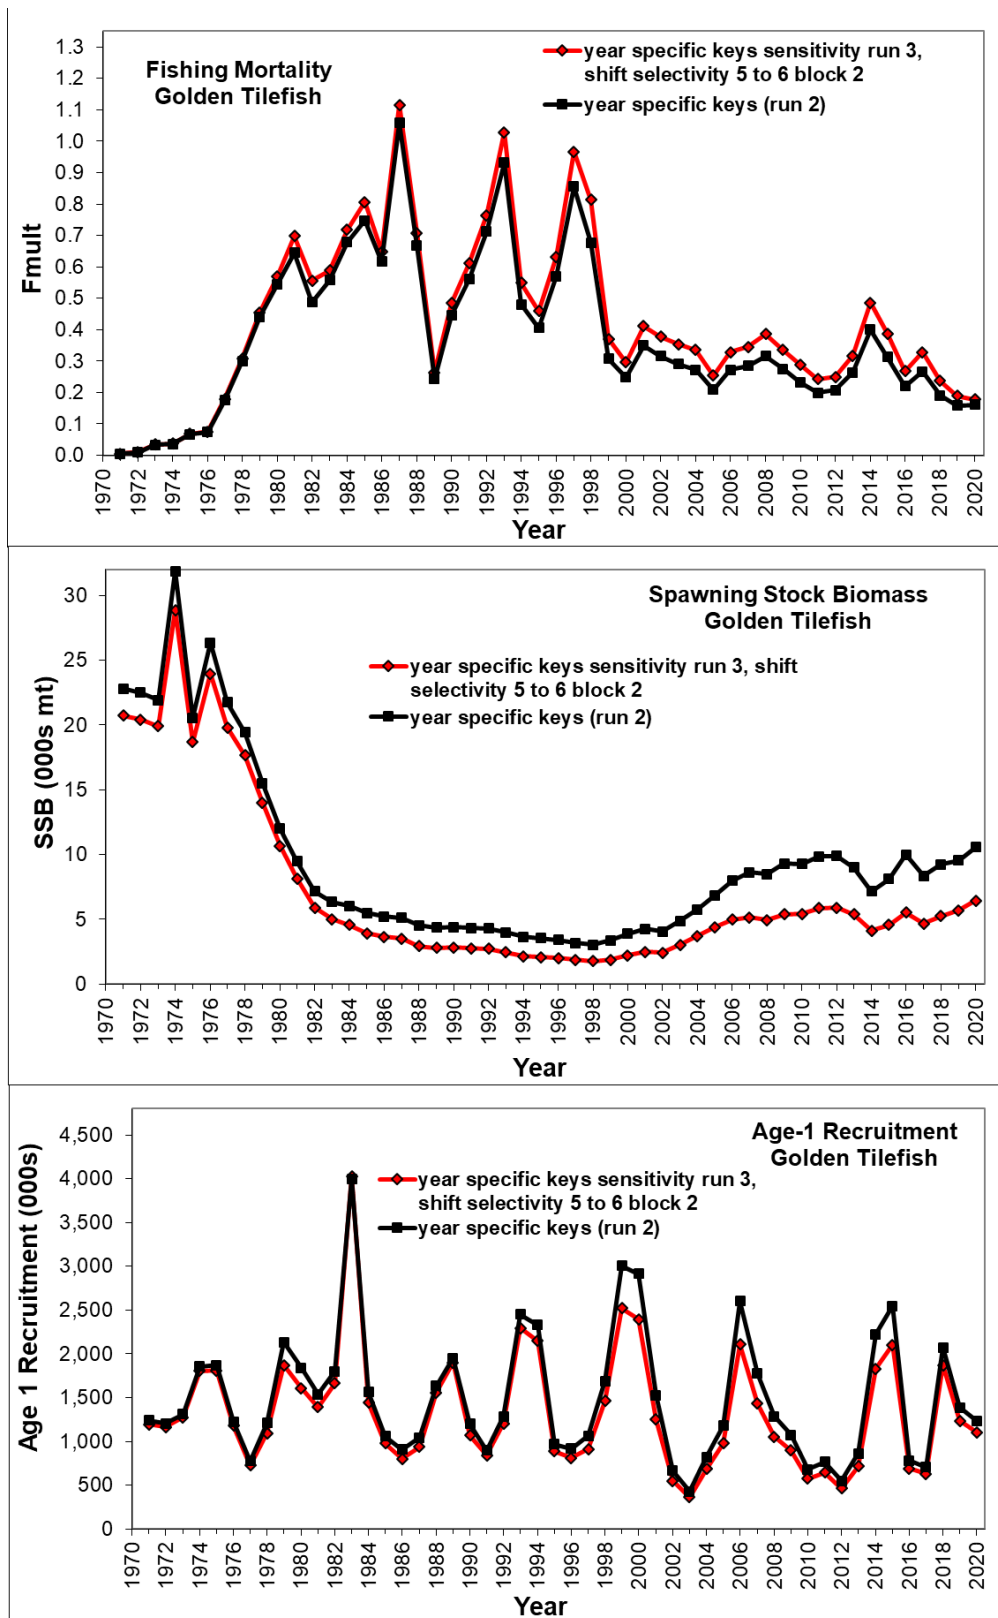 Fishing Mortality
Golden Tilefish
year specific keys sensitivity run 3,
shift selectivity 5 to 6 block 2
year specific keys (run 2)
Fmult
1.3
1.2
1.1
1.0
0.9
0.8
0.7
0.6
0.5
0.4
0.3
0.2
0.1
0.0
1970 1972 1974 1976 1978 1980 1982 1984 1986 1988 1990 1992 1994 1996 1998 2000 2002 2004 2006 2008 2010 2012 2014 2016 2018 2020
Year
Spawning Stock Biomass
Golden Tilefish
year specific keys sensitivity run 3, shift
selectivity 5 to 6 block 2
year specific keys (run 2)
SSB (000s mt)
30
25
20
15
10
5
0
1970 1972 1974 1976 1978 1980 1982 1984 1986 1988 1990 1992 1994 1996 1998 2000 2002 2004 2006 2008 2010 2012 2014 2016 2018 2020
Year
Age-1 Recruitment
Golden Tilefish
year specific keys sensitivity run 3,
shift selectivity 5 to 6 block 2
year specific keys (run 2)
Age 1 Recruitment (000s)
4,500
4,000
3,500
3,000
2,500
2,000
1,500
1,000
500
0
1970 1972 1974 1976 1978 1980 1982 1984 1986 1988 1990 1992 1994 1996 1998 2000 2002 2004 2006 2008 2010 2012 2014 2016 2018 2020
Year